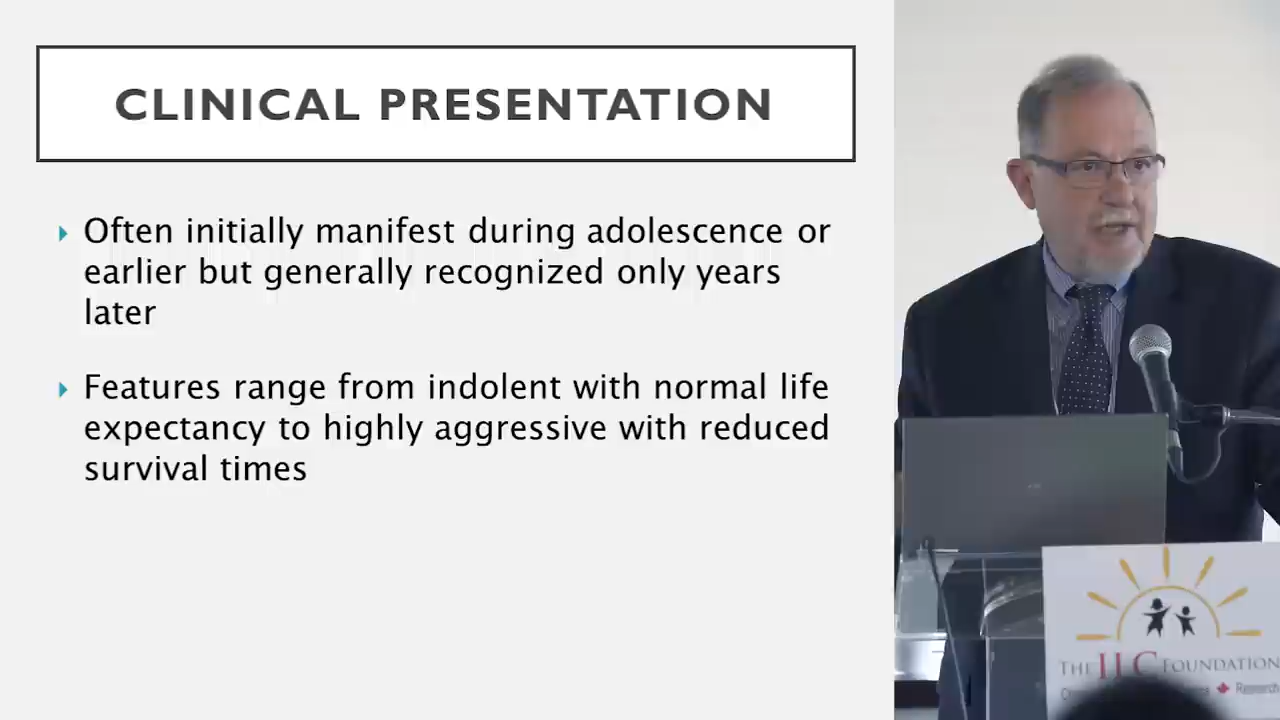 CLINICAL PRESENTATION
Often initially manifest during adolescence or
earlier but generally recognized only years
later
Features range from indolent with normal life
expectancy to highly aggressive with reduced
survival times
THE ILC FOUNDATION
Research